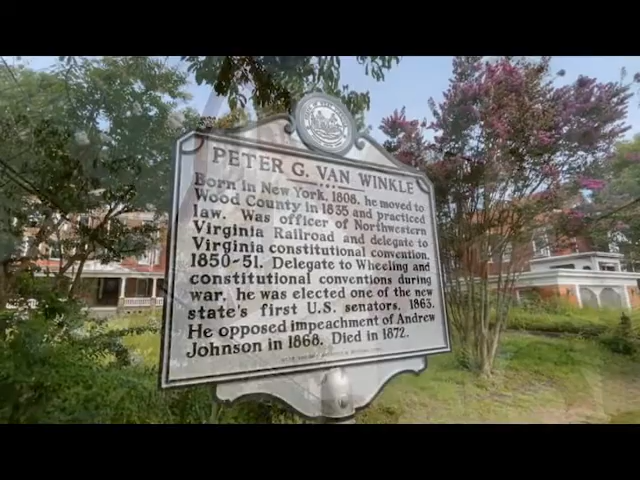 PETER G. VAN WINKLE
Born in New York, 1808, he moved to
Wood County in 1835 and practiced
law. Was officer of Northwestern
Virginia Railroad and delegate to
Virginia constitutional convention,
1850-51. Delegate to Wheeling and
constitutional conventions during
war, he was elected one of the new
state's first U.S. senators, 1863.
He opposed impeachment of Andrew
Johnson in 1868. Died in 1872.